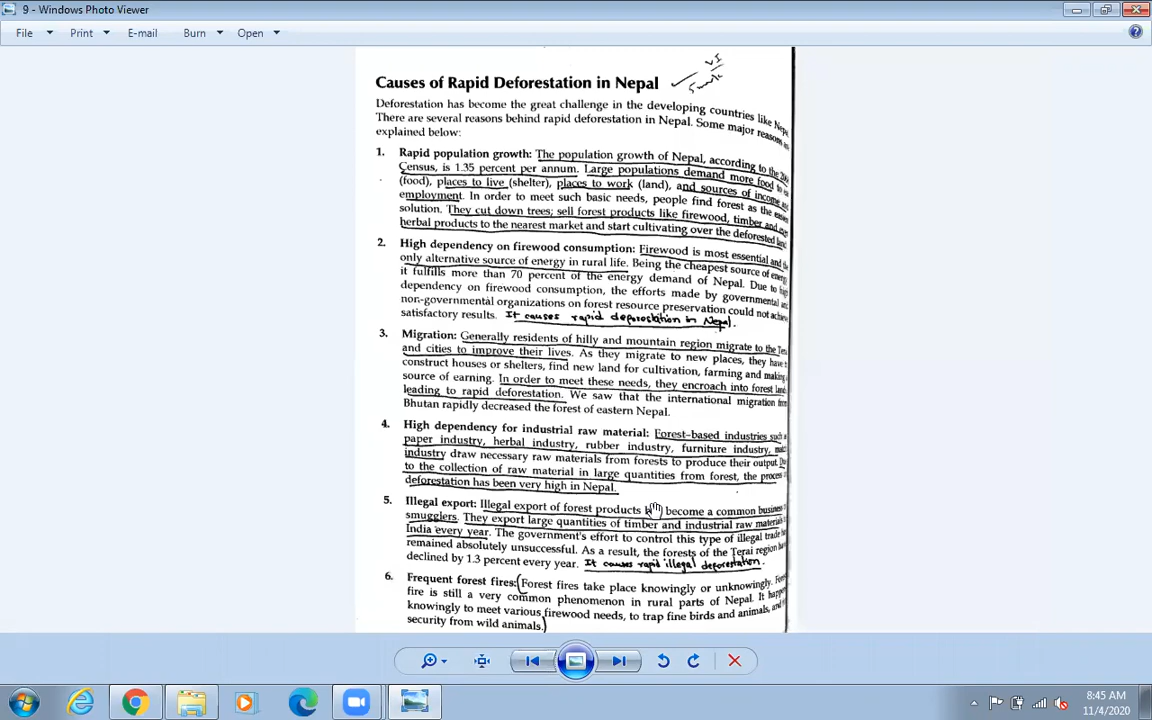 9 - Windows Photo Viewer
File Print E-mail Burn Open
Causes of Rapid Deforestation in Nepal
Deforestation has become the great challenge in the developing countries like
There are several reasons behind rapid deforestation in Nepal. Some major reasons
explained below:
1. Rapid population growth: The population growth of Nepal, according to the
Census, is 1.35 percent per annum. Large populations demand more food to
(food), places to live (shelter), places to work (land), and sources of income
employment. In order to meet such basic needs, people find forest as the
solution. They cut down trees; sell forest products like firewood, timber and
herbal products to the nearest market and start cultivating over the deforested
2. High dependency on firewood consumption: Firewood is most essential and
only alternative source of energy in rural life. Being the cheapest source of energy
it fulfills more than 70 percent of the energy demand of Nepal. Due to
dependency on firewood consumption, the efforts made by governmental
non-governmental organizations on forest resource preservation could not achieve
satisfactory results. It causes rapid deforestation in Nepal.
3. Migration: Generally residents of hilly and mountain region migrate to the
and cities to improve their lives. As they migrate to new places, they have
construct houses or shelters, find new land for cultivation, farming and making
source of earning. In order to meet these needs, they encroach into forest
leading to rapid deforestation. We saw that the international migration from
Bhutan rapidly decreased the forest of eastern Nepal.
4. High dependency for industrial raw material: Forest-based industries such
paper industry, herbal industry, rubber industry, furniture industry,
industry draw necessary raw materials from forests to produce their output.
to the collection of raw material in large quantities from forest, the process
deforestation has been very high in Nepal.
5. Illegal export: Illegal export of forest products become a common business
smugglers. They export large quantities of timber and industrial raw
India every year. The government's effort to control this type of illegal trade
remained absolutely unsuccessful. As a result, the forests of the Terai region
declined by 1.3 percent every year. It causes rapid illegal deforestation.
6. Frequent forest fires: (Forest fires take place knowingly or unknowingly.
fire is still a very common phenomenon in rural parts of Nepal. It
knowingly to meet various firewood needs, to trap fine birds and animals,
security from wild animals.)
8:45 AM
11/4/2020